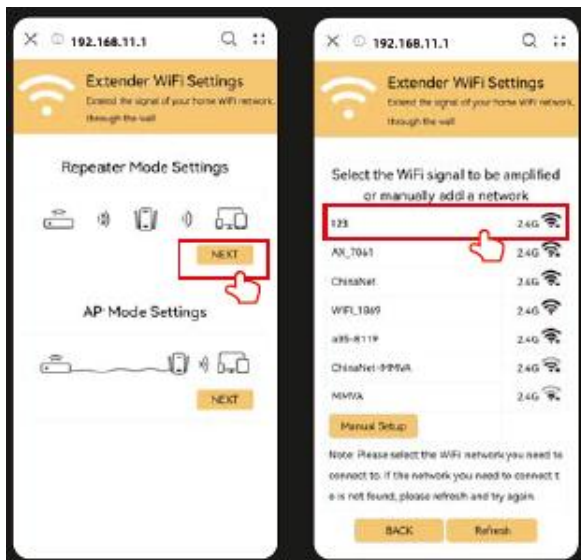 192.168.11.1
Extender WiFi Settings
Extend the signal of your home WiFi network,
through the wall
Repeater Mode Settings
NEXT
AP Mode Settings
NEXT
192.168.11.1
Extender WiFi Settings
Extend the signal of your home WiFi network,
through the wall
Select the WiFi signal to be amplified
or manually add a network
123 2.4G
AX_7061 2.4G
ChinaNet 2.4G
WIFI_1869 2.4G
a95-8119 2.4G
ChinaNet-MMVA 2.4G
MMVA 2.4G
Manual Setup
Note: Please select the WiFi network you need to
connect to. If the network you need to connect t
o is not found, please refresh and try again.
BACK Refresh